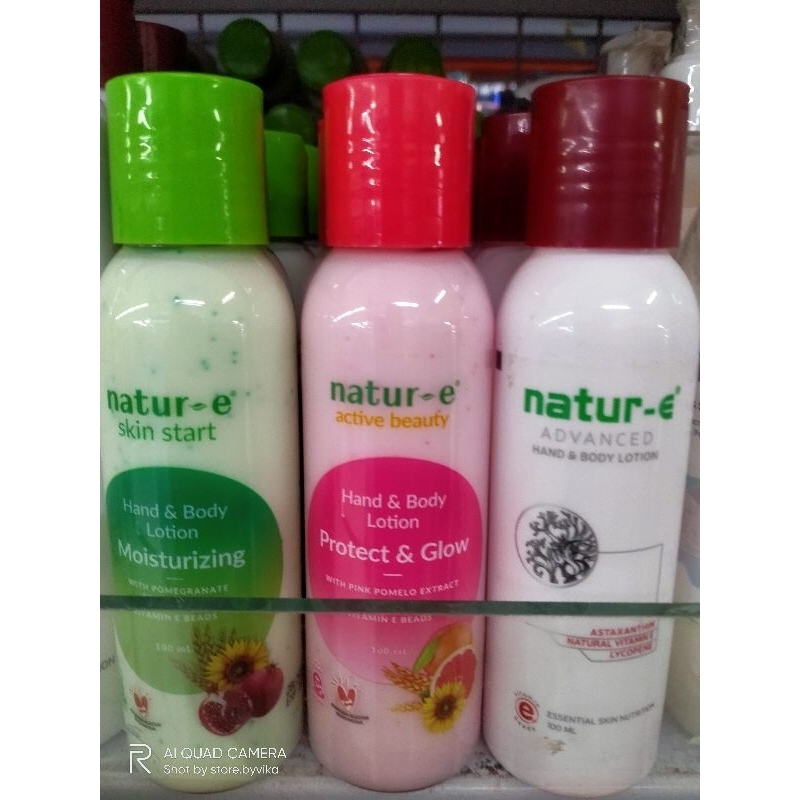 natur-e®
skin start
Hand & Body
Lotion
Moisturizing
WITH POMEGRANATE
VITAMIN E BEADS
100 mL
natur-e®
active beauty
Hand & Body
Lotion
Protect & Glow
WITH PINK POMELO EXTRACT
VITAMIN E BEADS
100 mL
natur-e®
ADVANCED
HAND & BODY LOTION
ASTAXANTHIN
NATURAL VITAMIN E
LYCOPENE
e
ESSENTIAL SKIN NUTRITION
100 ML
AI QUAD CAMERA
Shot by store.byvika